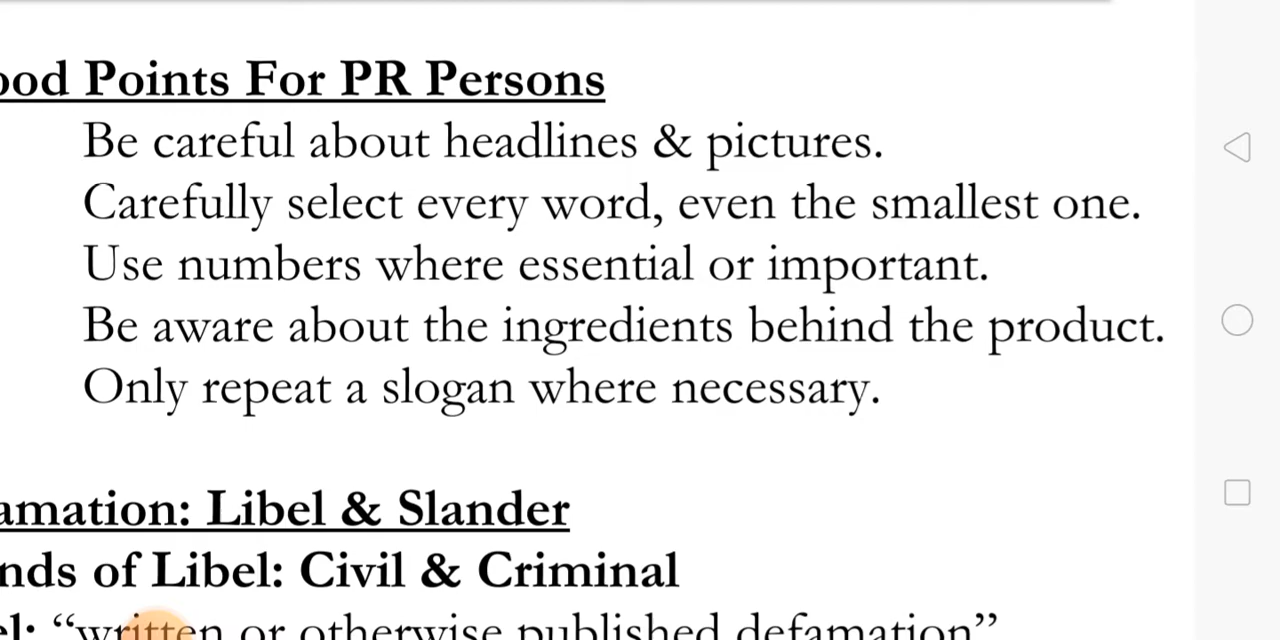 ood Points For PR Persons
Be careful about headlines & pictures.
Carefully select every word, even the smallest one.
Use numbers where essential or important.
Be aware about the ingredients behind the product.
Only repeat a slogan where necessary.
amation: Libel & Slander
nds of Libel: Civil & Criminal
el: “written or otherwise published defamation”